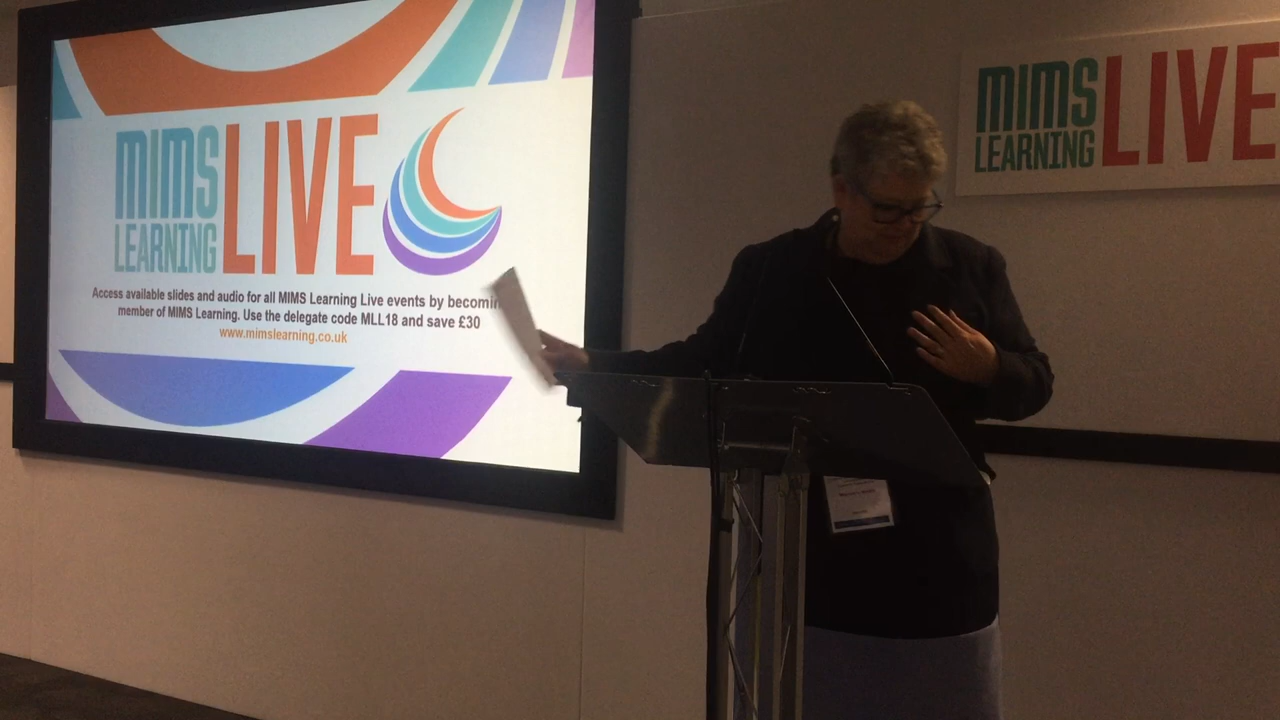 MIMS
LEARNING
LIVE
Access available slides and audio for all MIMS Learning Live events by becomin
member of MIMS Learning. Use the delegate code MLL18 and save £30
www.mimslearning.co.uk
MIMS
LEARNING
LIVE